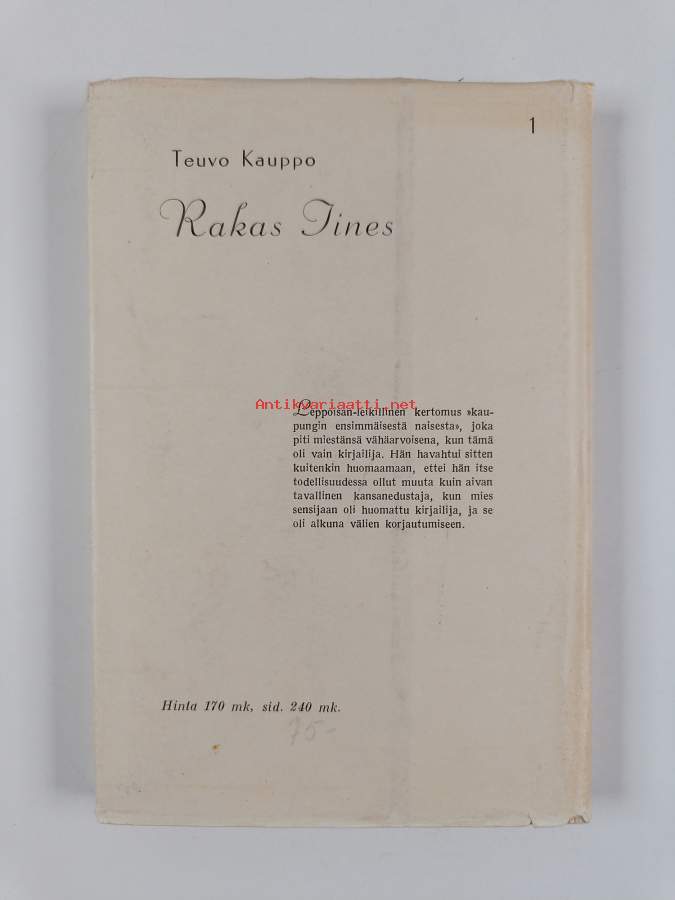 1
Teuvo Kauppo
Rakas Iines
Leppoisan-leikillinen kertomus »kau-
pungin ensimmäisestä naisesta», joka
piti miestänsä vähäarvoisena, kun tämä
oli vain kirjailija. Hän havahtui sitten
kuitenkin huomaamaan, ettei hän itse
todellisuudessa ollut muuta kuin aivan
tavallinen kansanedustaja, kun mies
sensijaan oli huomattu kirjailija, ja se
oli alkuna välien korjautumiseen.
Antikvariaatti.net
Hinta 170 mk, sid. 240 mk.
75-